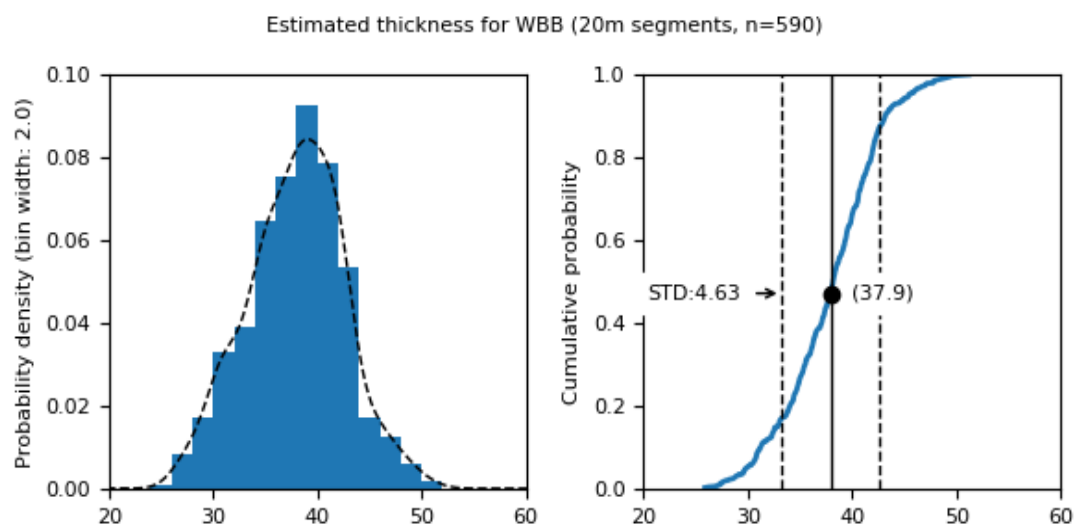 Estimated thickness for WBB (20m segments, n=590)
Probability density (bin width: 2.0)
0.10
0.08
0.06
0.04
0.02
0.00
20 30 40 50 60
Cumulative probability
1.0
0.8
0.6
0.4
0.2
0.0
STD:4.63
(37.9)
20 30 40 50 60